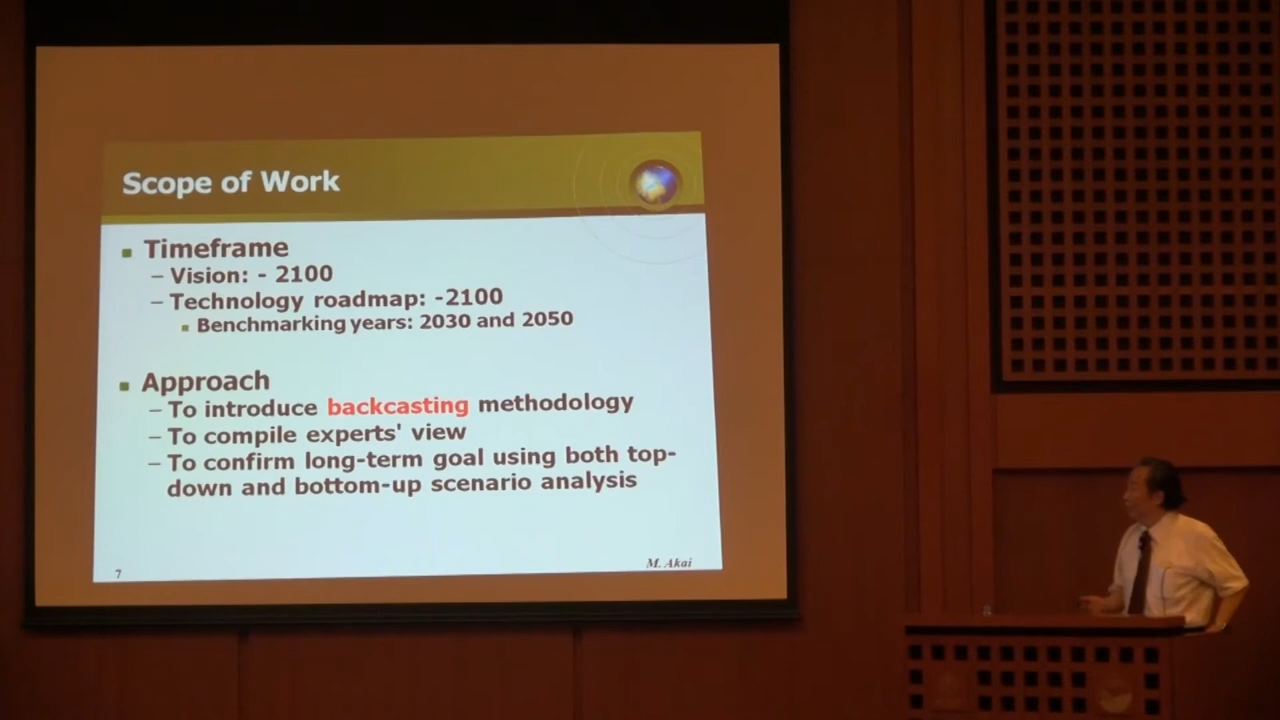 Scope of Work
▪ Timeframe
– Vision: - 2100
– Technology roadmap: -2100
▪ Benchmarking years: 2030 and 2050
▪ Approach
– To introduce backcasting methodology
– To compile experts' view
– To confirm long-term goal using both top-
down and bottom-up scenario analysis
7
M. Akai